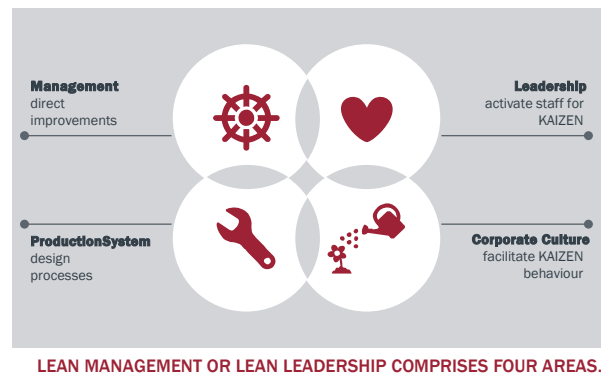 Management
direct
improvements
Leadership
activate staff for
KAIZEN
ProductionSystem
design
processes
Corporate Culture
facilitate KAIZEN
behaviour
LEAN MANAGEMENT OR LEAN LEADERSHIP COMPRISES FOUR AREAS.